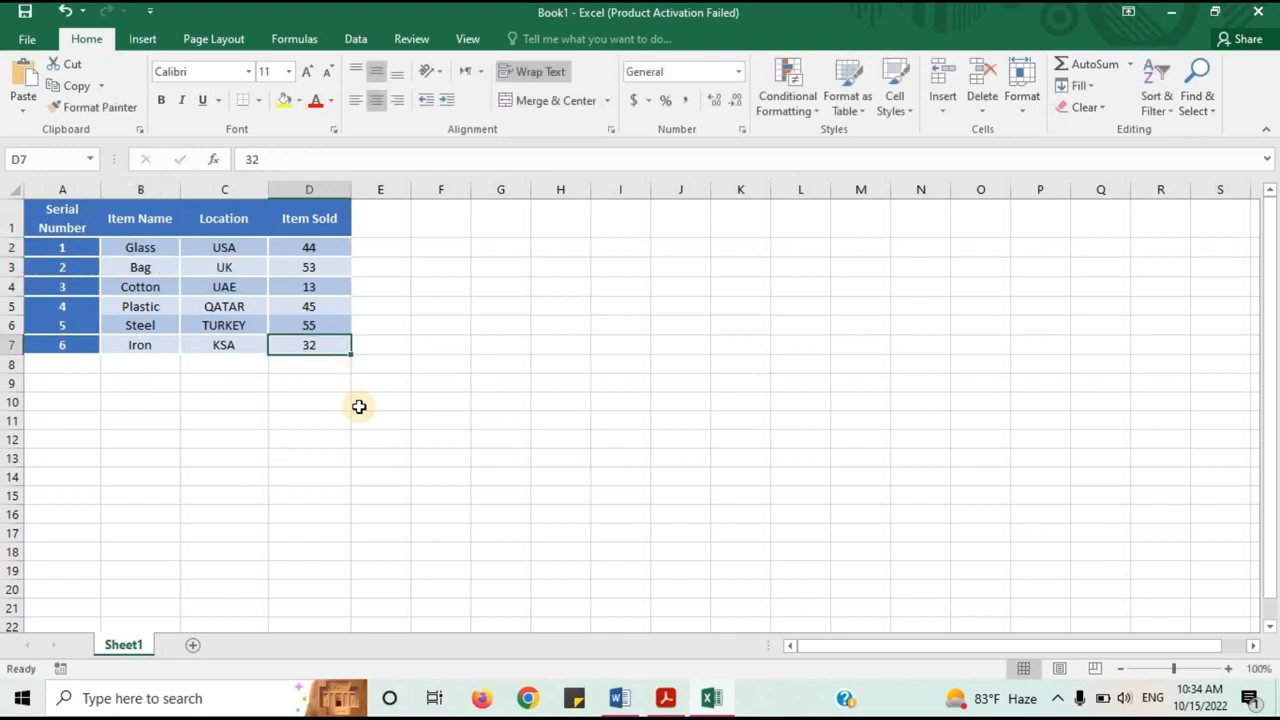 Book1 - Excel (Product Activation Failed)
File Home Insert Page Layout Formulas Data Review View Tell me what you want to do... Share
Cut
Copy
Format Painter
Paste
Clipboard
Calibri 11
B I U
Font
Wrap Text
Merge & Center
Alignment
General
$ % ,
Number
Conditional Formatting
Format as Table
Cell Styles
Styles
Insert
Delete
Format
Cells
AutoSum
Fill
Clear
Sort & Filter
Find & Select
Editing
D7 fx 32
A B C D E F G H I J K L M N O P Q R S
1 Serial Number Item Name Location Item Sold
2 1 Glass USA 44
3 2 Bag UK 53
4 3 Cotton UAE 13
5 4 Plastic QATAR 45
6 5 Steel TURKEY 55
7 6 Iron KSA 32
8
9
10
11
12
13
14
15
16
17
18
19
20
21
22
Sheet1
Ready 100%
Type here to search
83°F Haze ENG 10:34 AM
10/15/2022 1